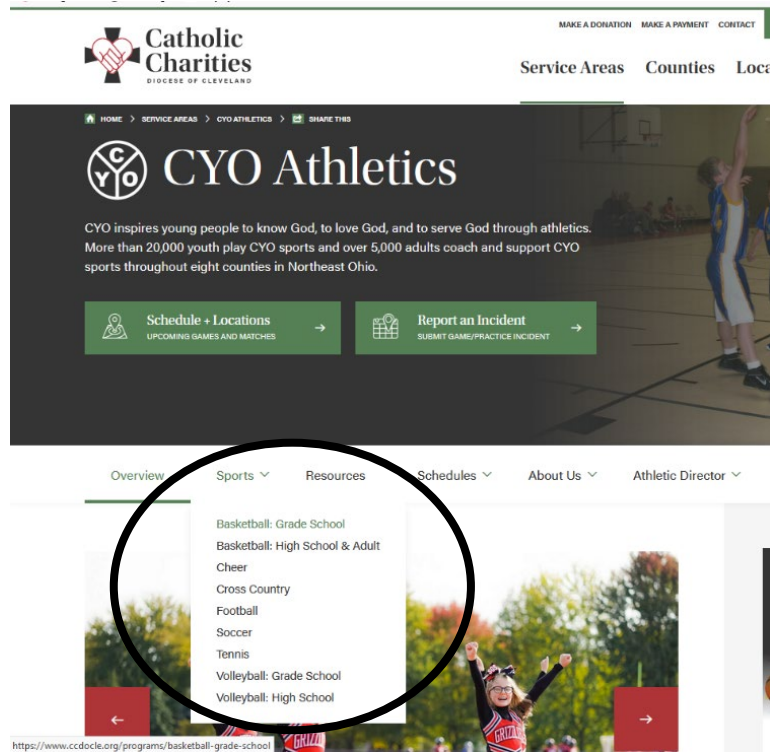 MAKE A DONATION MAKE A PAYMENT CONTACT
Catholic
Charities
DIOCESE OF CLEVELAND
Service Areas Counties Loca
HOME > SERVICE AREAS > CYO ATHLETICS > SHARE THIS
CYO
CYO Athletics
CYO inspires young people to know God, to love God, and to serve God through athletics.
More than 20,000 youth play CYO sports and over 5,000 adults coach and support CYO
sports throughout eight counties in Northeast Ohio.
Schedule + Locations
UPCOMING GAMES AND MATCHES
Report an Incident
SUBMIT GAME/PRACTICE INCIDENT
Overview Sports Resources Schedules About Us Athletic Director
Basketball: Grade School
Basketball: High School & Adult
Cheer
Cross Country
Football
Soccer
Tennis
Volleyball: Grade School
Volleyball: High School
https://www.ccdocle.org/programs/basketball-grade-school